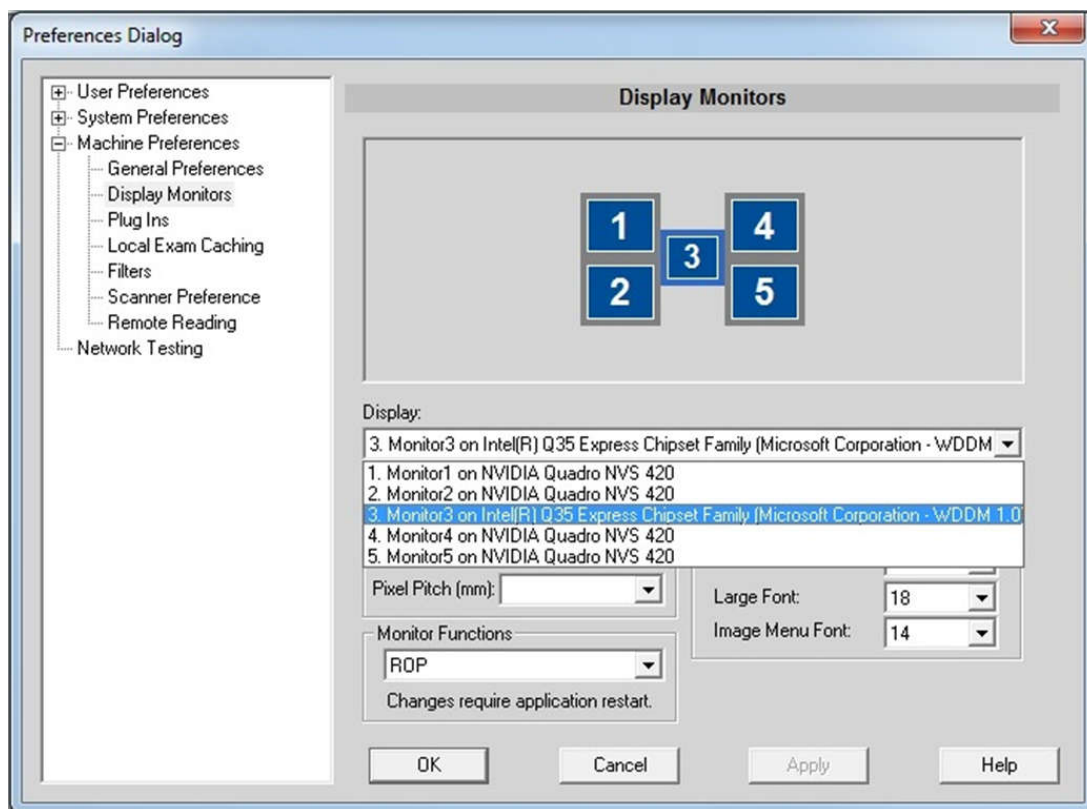 Preferences Dialog
User Preferences
System Preferences
Machine Preferences
General Preferences
Display Monitors
Plug Ins
Local Exam Caching
Filters
Scanner Preference
Remote Reading
Network Testing
Display Monitors
1
4
3
2
5
Display:
3. Monitor3 on Intel(R) Q35 Express Chipset Family (Microsoft Corporation - WDDM
1. Monitor1 on NVIDIA Quadro NVS 420
2. Monitor2 on NVIDIA Quadro NVS 420
3. Monitor3 on Intel(R) Q35 Express Chipset Family (Microsoft Corporation - WDDM 1.0
4. Monitor4 on NVIDIA Quadro NVS 420
5. Monitor5 on NVIDIA Quadro NVS 420
Pixel Pitch (mm):
Large Font: 18
Image Menu Font: 14
Monitor Functions
ROP
Changes require application restart.
OK Cancel Apply Help